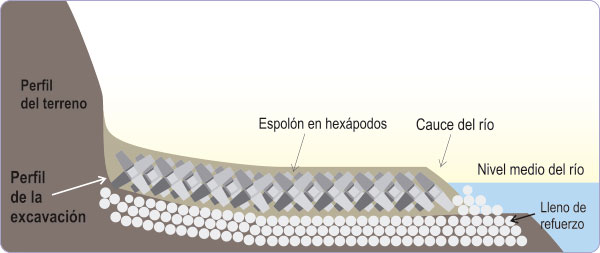 Perfil
del terreno
Espolón en hexápodos
Cauce del río
Perfil
de la
excavación
Nivel medio del río
Lleno de
refuerzo